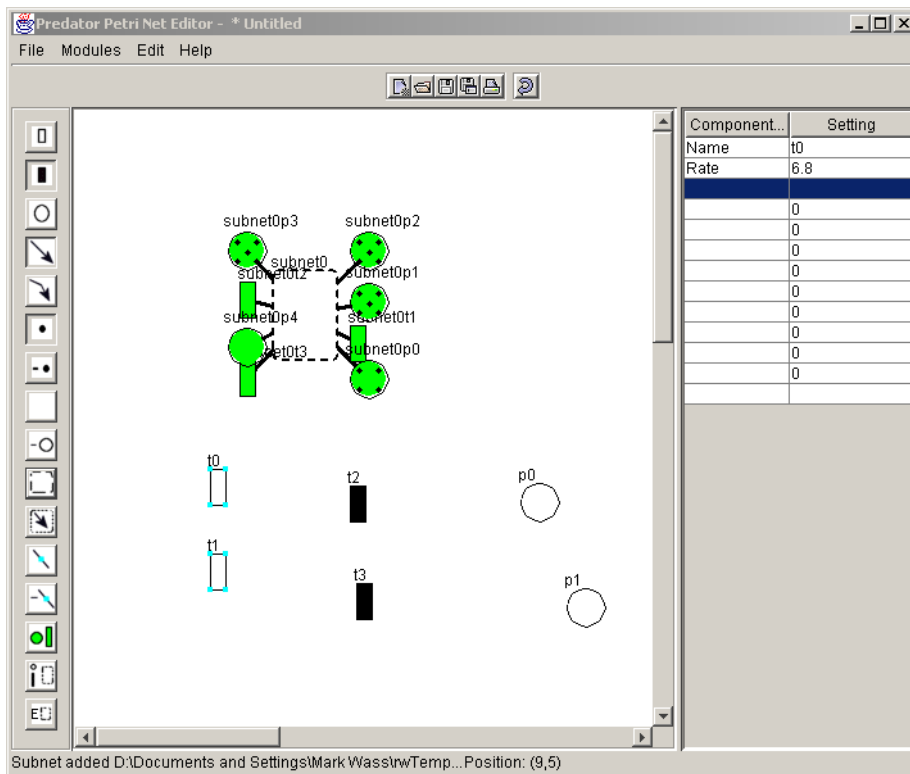 Predator Petri Net Editor -  * Untitled
File Modules Edit Help
Component... Setting
Name t0
Rate 6.8
0
0
0
0
0
0
0
0
0
subnet0p3 subnet0p2
subnet0
subnet0t2 subnet0p1
subnet0p4 subnet0t1
net0t3 subnet0p0
t0
t2 p0
t1
t3 p1
E
Subnet added D:\Documents and Settings\Mark Wass\rwTemp... Position: (9,5)